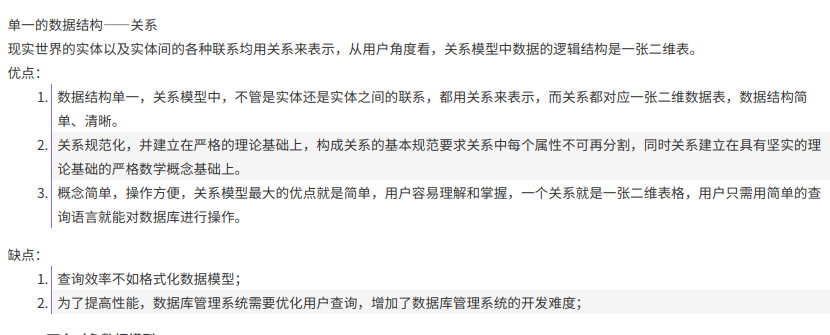 单一的数据结构——关系
现实世界的实体以及实体间的各种联系均用关系来表示，从用户角度看，关系模型中数据的逻辑结构是一张二维表。
优点：
1. 数据结构单一，关系模型中，不管是实体还是实体之间的联系，都用关系来表示，而关系都对应一张二维数据表，数据结构简
单、清晰。
2. 关系规范化，并建立在严格的理论基础上，构成关系的基本规范要求关系中每个属性不可再分割，同时关系建立在具有坚实的理
论基础的严格数学概念基础上。
3. 概念简单，操作方便，关系模型最大的优点就是简单，用户容易理解和掌握，一个关系就是一张二维表格，用户只需用简单的查
询语言就能对数据库进行操作。
缺点：
1. 查询效率不如格式化数据模型；
2. 为了提高性能，数据库管理系统需要优化用户查询，增加了数据库管理系统的开发难度；